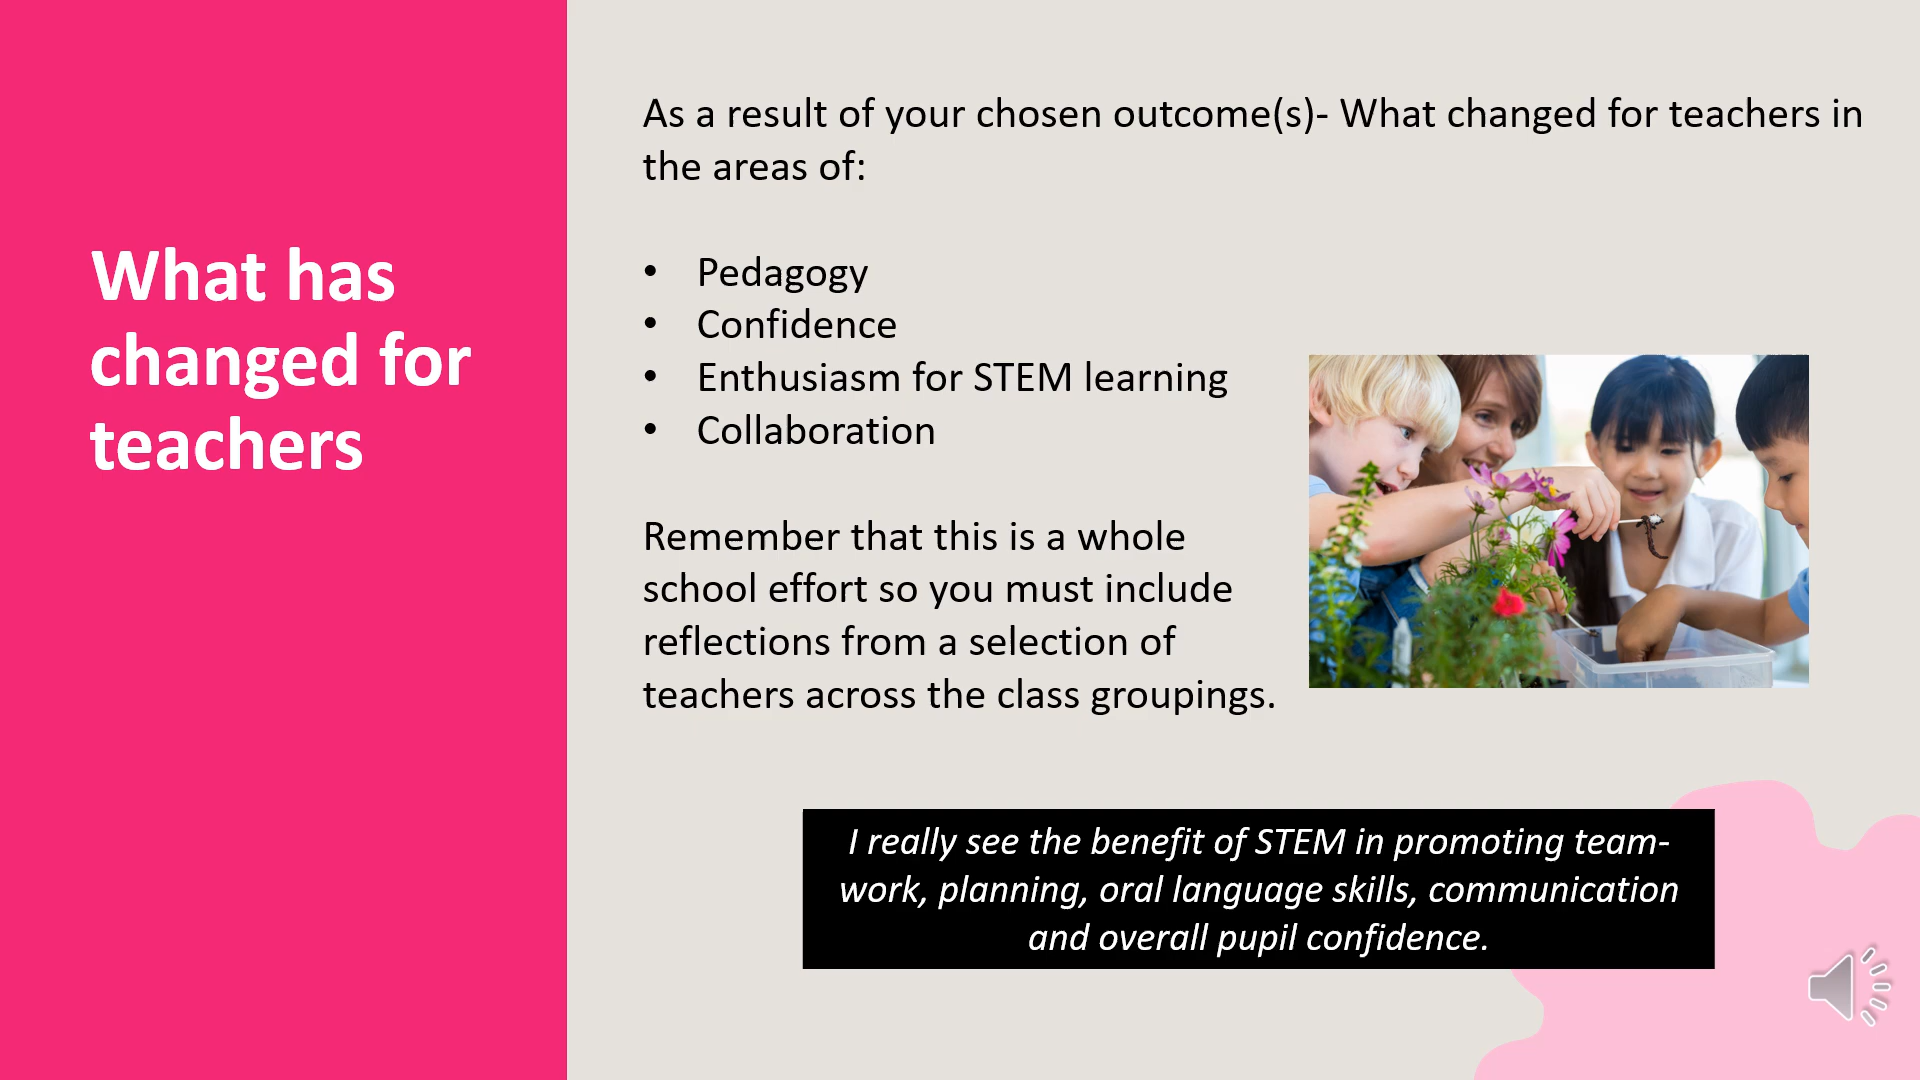 What has
changed for
teachers
As a result of your chosen outcome(s)- What changed for teachers in
the areas of:
• Pedagogy
• Confidence
• Enthusiasm for STEM learning
• Collaboration
Remember that this is a whole
school effort so you must include
reflections from a selection of
teachers across the class groupings.
I really see the benefit of STEM in promoting team-
work, planning, oral language skills, communication
and overall pupil confidence.